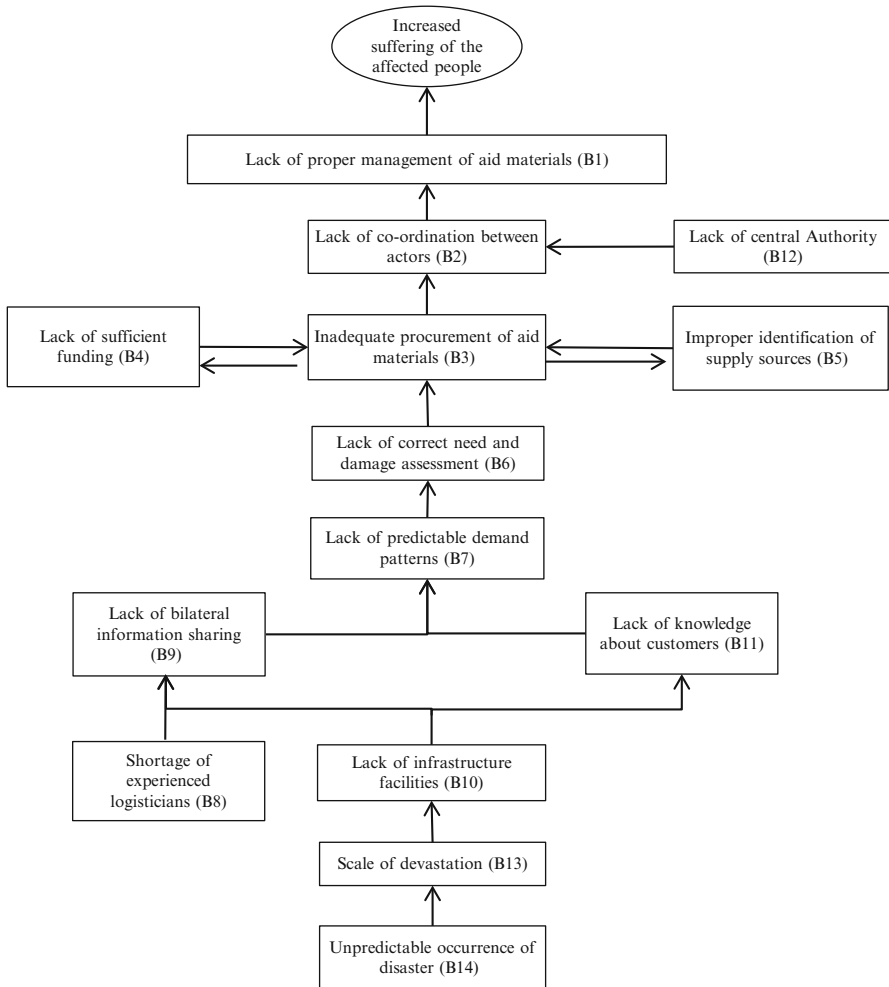 Increased
suffering of the
affected people
Lack of proper management of aid materials (B1)
Lack of co-ordination between
actors (B2)
Lack of central Authority
(B12)
Lack of sufficient
funding (B4)
Inadequate procurement of aid
materials (B3)
Improper identification of
supply sources (B5)
Lack of correct need and
damage assessment (B6)
Lack of predictable demand
patterns (B7)
Lack of bilateral
information sharing
(B9)
Lack of knowledge
about customers (B11)
Shortage of
experienced
logisticians (B8)
Lack of infrastructure
facilities (B10)
Scale of devastation (B13)
Unpredictable occurrence of
disaster (B14)